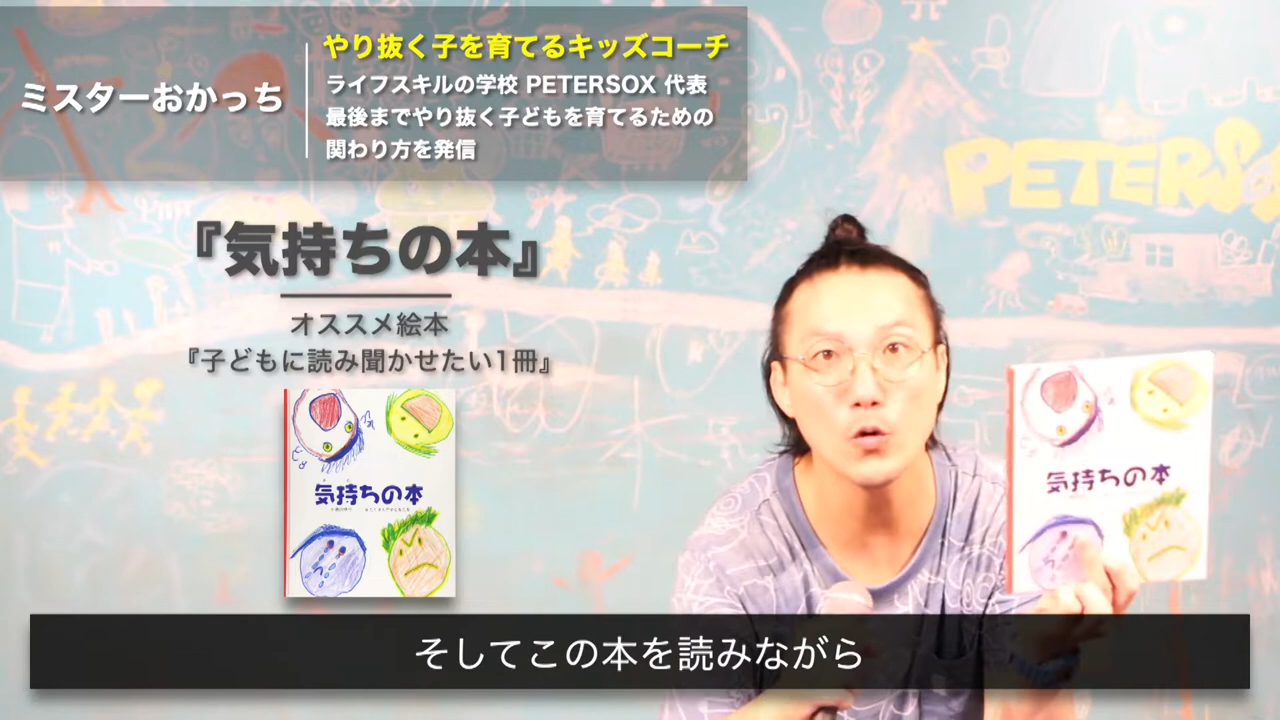 ミスターおかっち
やり抜く子を育てるキッズコーチ
ライフスキルの学校 PETERSOX 代表
最後までやり抜く子どもを育てるための
関わり方を発信
PETERSO
『気持ちの本』
オススメ絵本
『子どもに読み聞かせたい1冊』
気持ちの本
気持ちの本
そしてこの本を読みながら